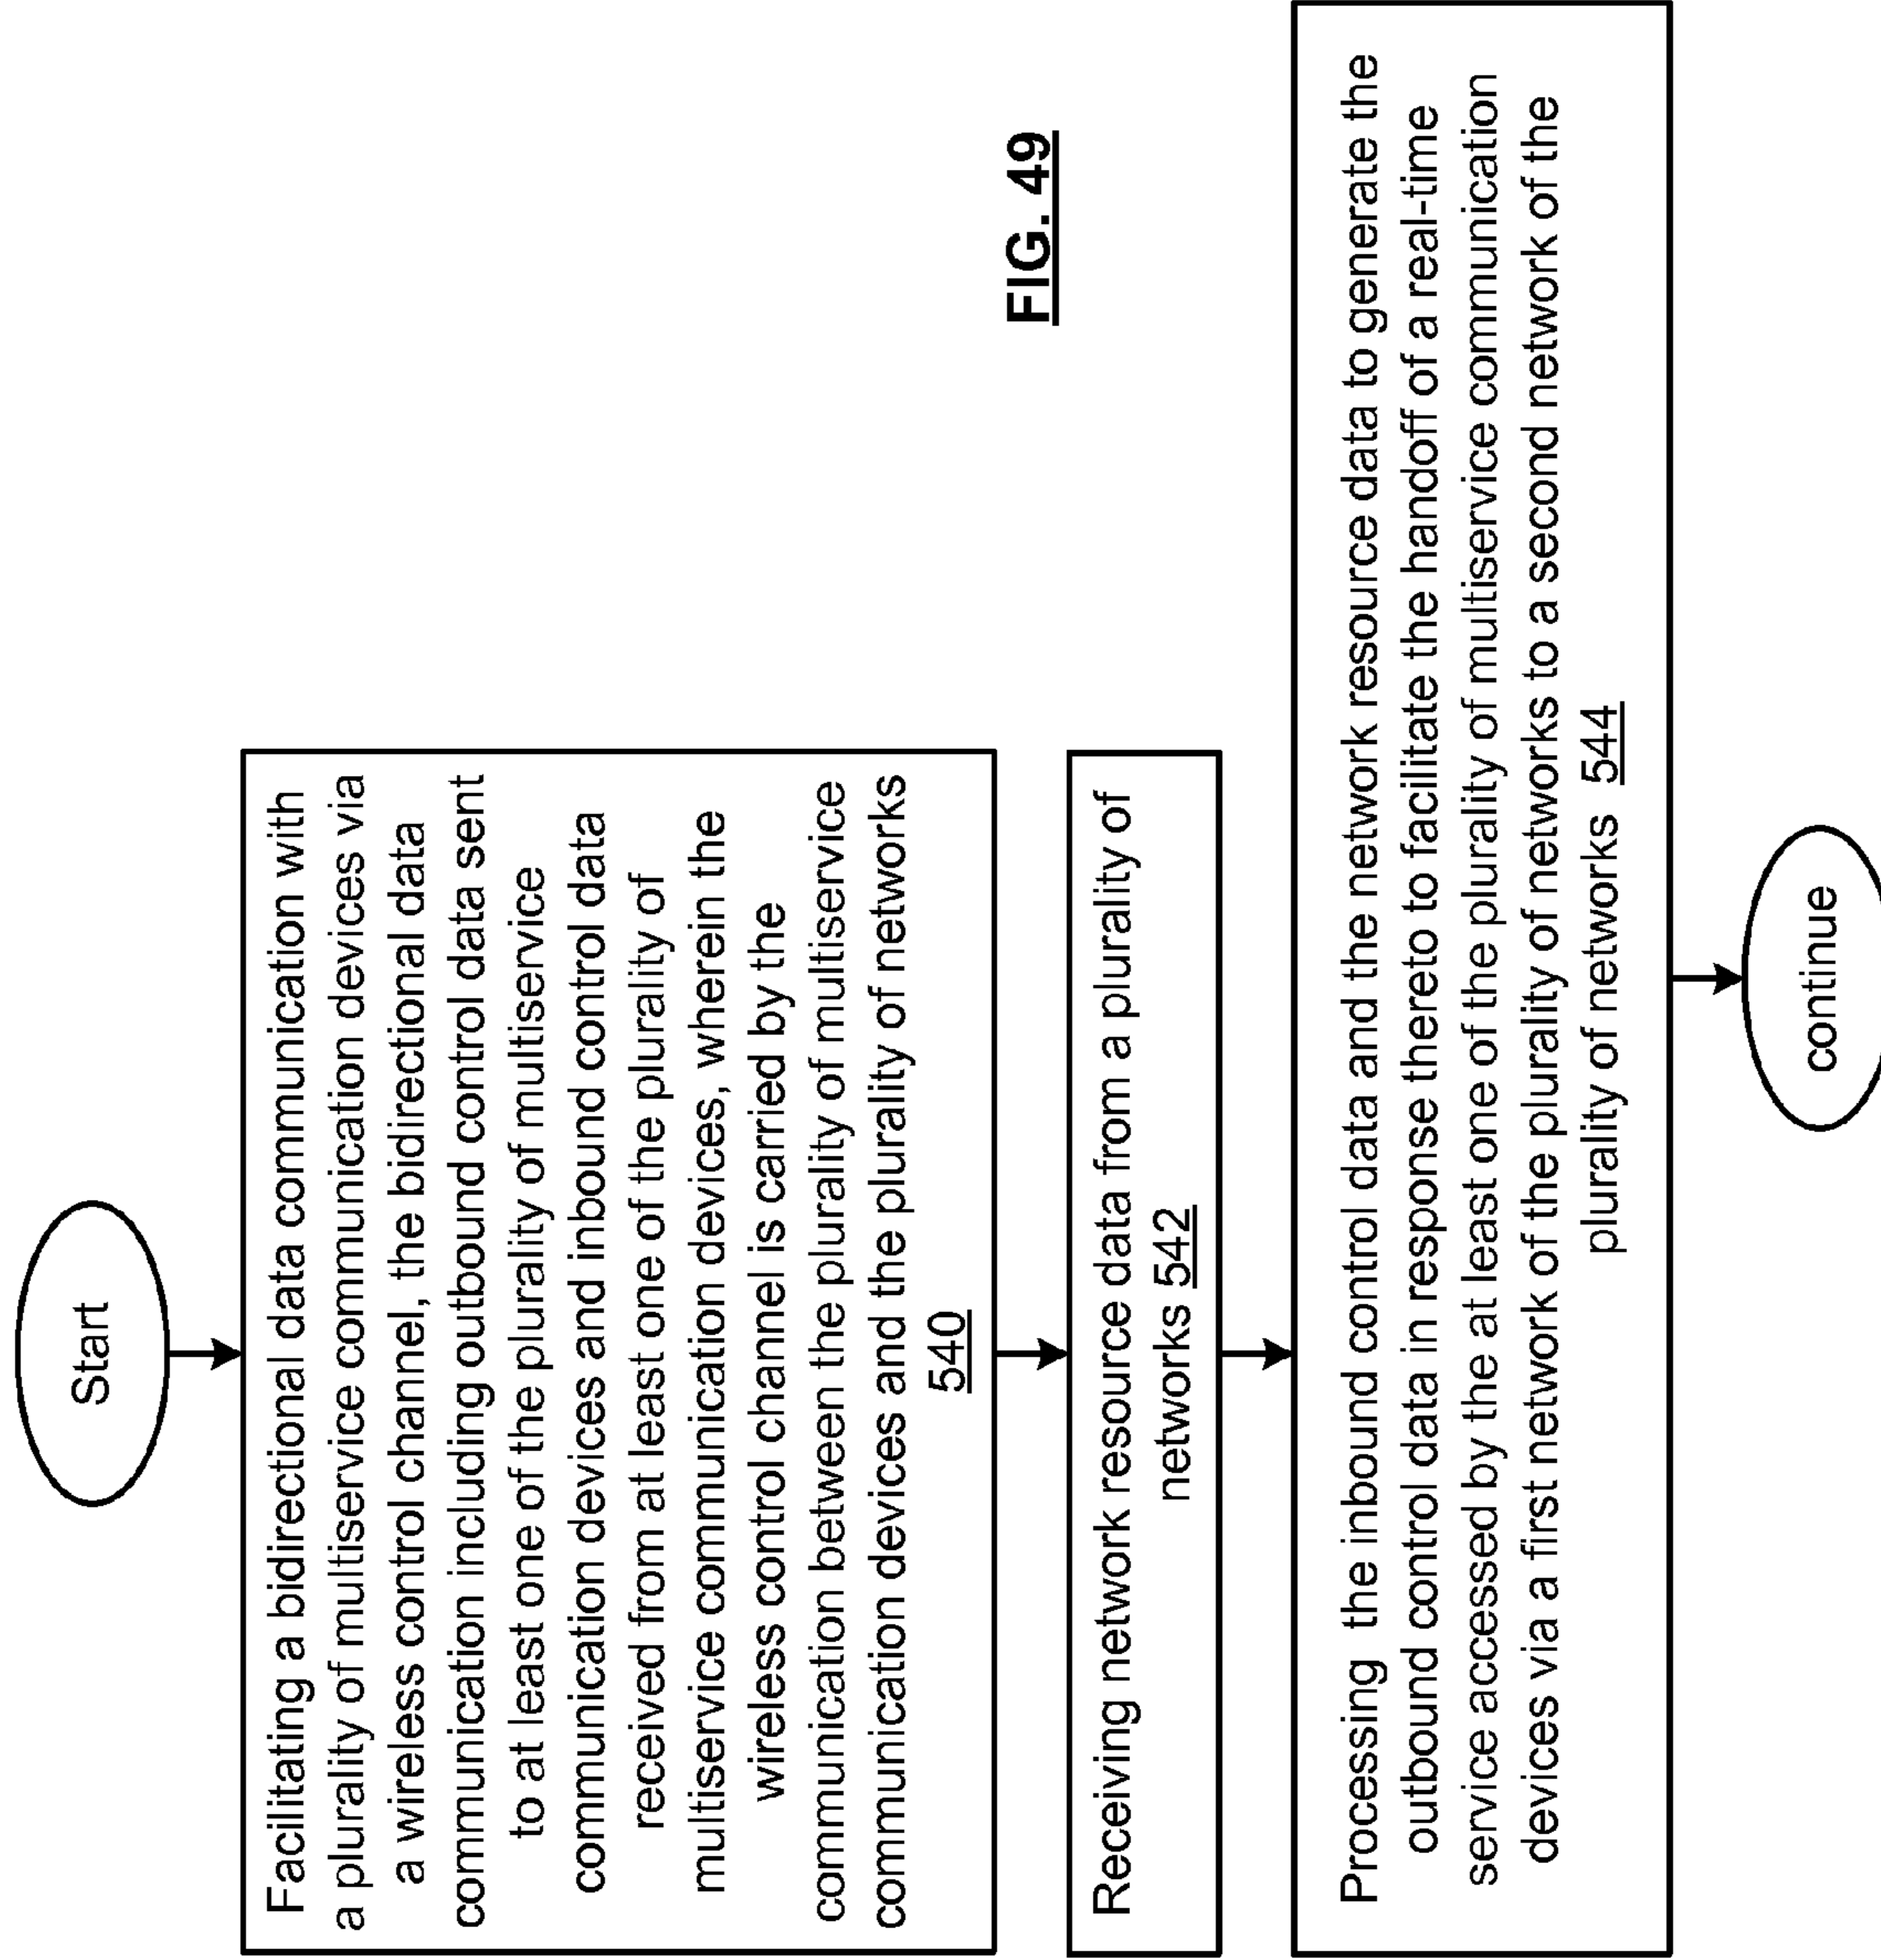 Start
Facilitating a bidirectional data communication with
a plurality of multiservice communication devices via
a wireless control channel, the bidirectional data
communication including outbound control data sent
to at least one of the plurality of multiservice
communication devices and inbound control data
received from at least one of the plurality of
multiservice communication devices, wherein the
wireless control channel is carried by the
communication between the plurality of multiservice
communication devices and the plurality of networks
540
Receiving network resource data from a plurality of
networks 542
Processing the inbound control data and the network resource data to generate the
outbound control data in response thereto to facilitate the handoff of a real-time
service accessed by the at least one of the plurality of multiservice communication
devices via a first network of the plurality of networks to a second network of the
plurality of networks 544
continue
FIG. 49